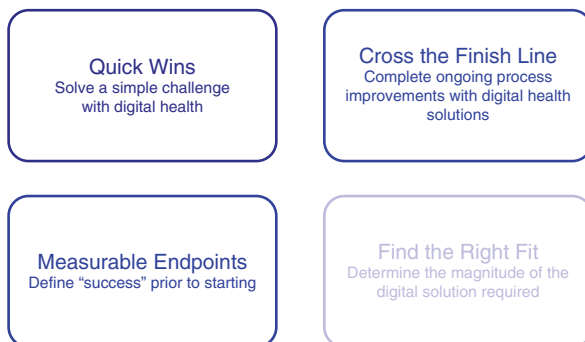 Quick Wins
Solve a simple challenge
with digital health
Cross the Finish Line
Complete ongoing process
improvements with digital health
solutions
Measurable Endpoints
Define “success” prior to starting
Find the Right Fit
Determine the magnitude of the
digital solution required